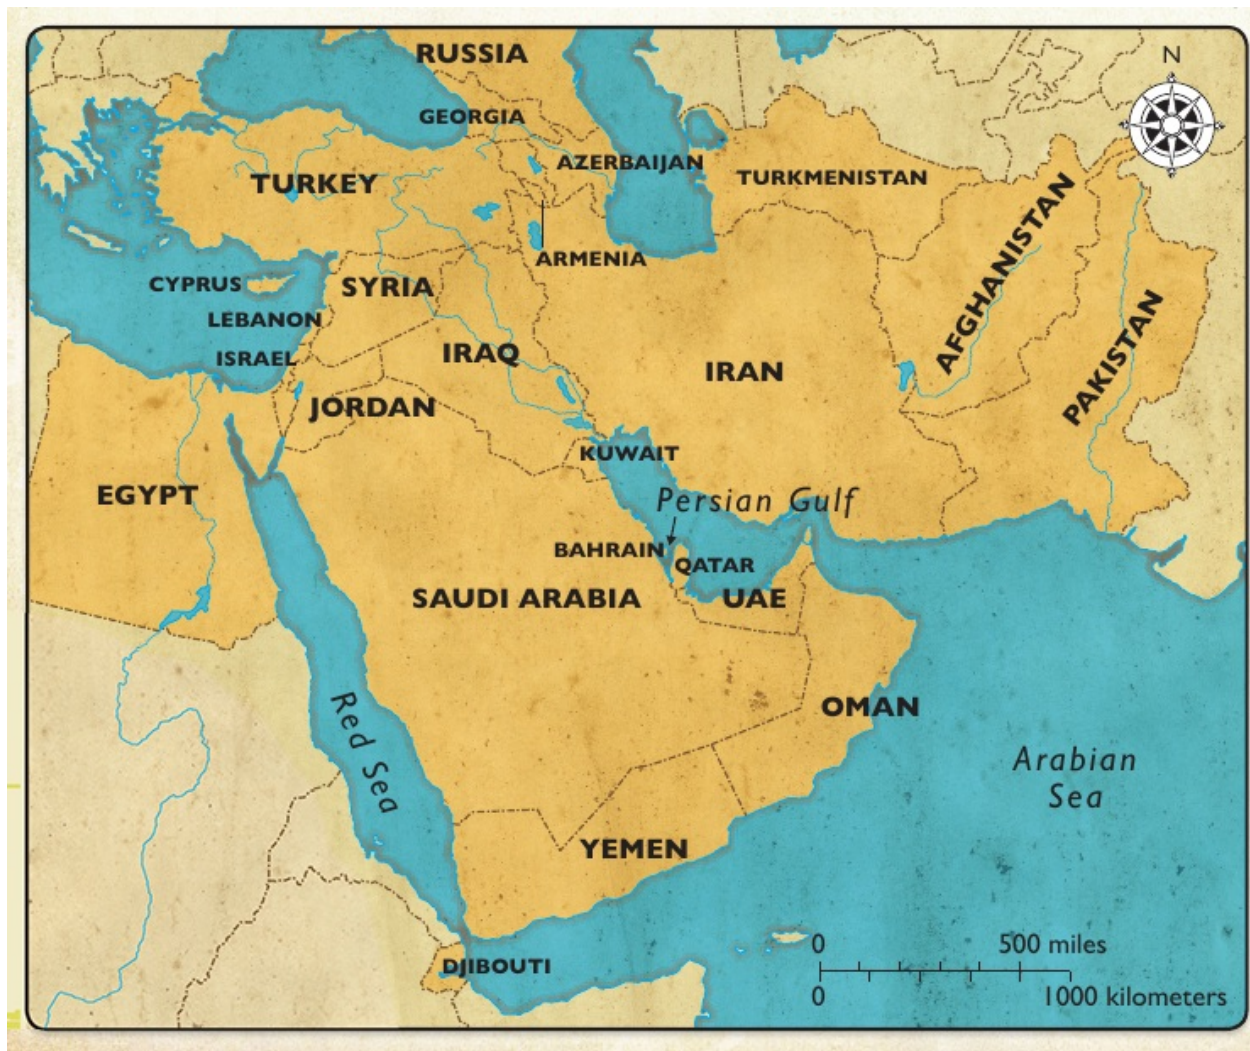 RUSSIA
N
GEORGIA
AZERBAIJAN
TURKEY
TURKMENISTAN
AFGHANISTAN
ARMENIA
CYPRUS
SYRIA
LEBANON
PAKISTAN
ISRAEL
IRAQ
IRAN
JORDAN
KUWAIT
EGYPT
Persian Gulf
BAHRAIN
QATAR
SAUDI ARABIA
UAE
OMAN
Red Sea
Arabian
Sea
YEMEN
0 500 miles
DJIBOUTI
0 1000 kilometers